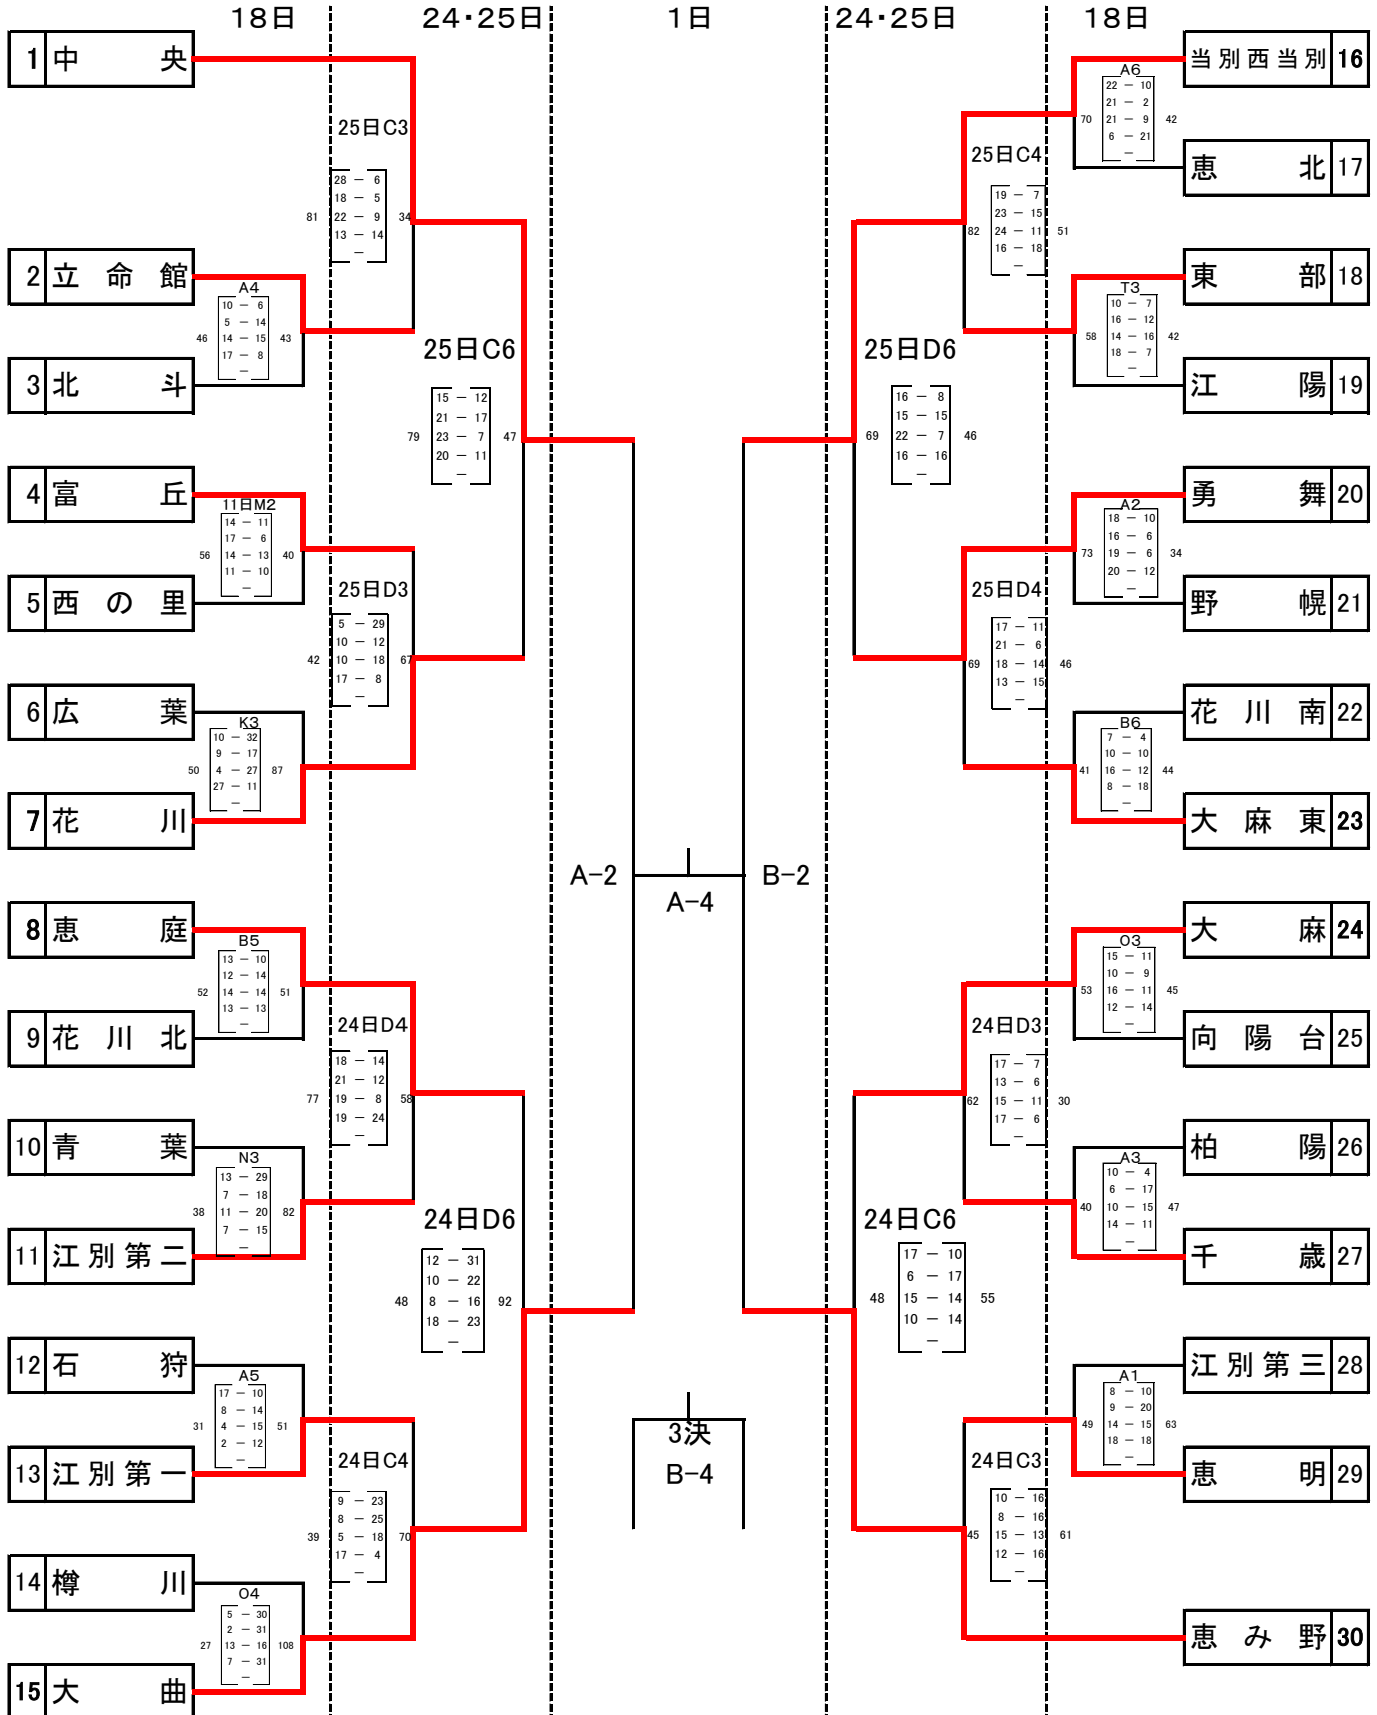 18日 24・25日 1日 24・25日 18日
1 中央
25日C3
28 － 6
18 － 5
22 － 9
13 － 14
－
81 34
2 立命館
A4
10 － 6
5 － 14
14 － 15
17 － 8
－
46 43
3 北斗
25日C6
15 － 12
21 － 17
23 － 7
20 － 11
－
79 47
4 富丘
11日M2
14 － 11
17 － 6
14 － 13
11 － 10
－
56 40
5 西の里
25日D3
5 － 29
10 － 12
10 － 18
17 － 8
－
42 67
6 広葉
K3
10 － 32
9 － 17
4 － 27
27 － 11
－
50 87
7 花川
8 恵庭
B5
13 － 10
12 － 14
14 － 14
13 － 13
－
52 51
9 花川北
24日D4
18 － 14
21 － 12
19 － 8
19 － 24
－
77 58
10 青葉
N3
13 － 29
7 － 18
11 － 20
7 － 15
－
38 82
11 江別第二
24日D6
12 － 31
10 － 22
8 － 16
18 － 23
－
48 92
12 石狩
A5
17 － 10
8 － 14
4 － 15
2 － 12
－
31 51
13 江別第一
24日C4
9 － 23
8 － 25
5 － 18
17 － 4
－
39 70
14 樽川
O4
5 － 30
2 － 31
13 － 16
7 － 31
－
27 108
15 大曲
A-2
A-4
B-2
3決
B-4
当別西当別 16
A6
22 － 10
21 － 2
21 － 9
6 － 21
－
70 42
恵北 17
25日C4
19 － 7
23 － 15
24 － 11
16 － 18
－
82 51
東部 18
T3
10 － 7
16 － 12
14 － 16
18 － 7
－
58 42
江陽 19
25日D6
16 － 8
15 － 15
22 － 7
16 － 16
－
69 46
勇舞 20
A2
18 － 10
16 － 6
19 － 6
20 － 12
－
73 34
野幌 21
25日D4
17 － 11
21 － 6
18 － 14
13 － 15
－
69 46
花川南 22
B6
7 － 4
10 － 10
16 － 12
8 － 18
－
41 44
大麻東 23
大麻 24
O3
15 － 11
10 － 9
16 － 11
12 － 14
－
53 45
向陽台 25
24日D3
17 － 7
13 － 6
15 － 11
17 － 6
－
62 30
柏陽 26
A3
10 － 4
6 － 17
10 － 15
14 － 11
－
40 47
千歳 27
24日C6
17 － 10
6 － 17
15 － 14
10 － 14
－
48 55
江別第三 28
A1
8 － 10
9 － 20
14 － 15
18 － 18
－
49 63
恵明 29
24日C3
10 － 16
8 － 16
15 － 13
12 － 16
－
45 61
恵み野 30